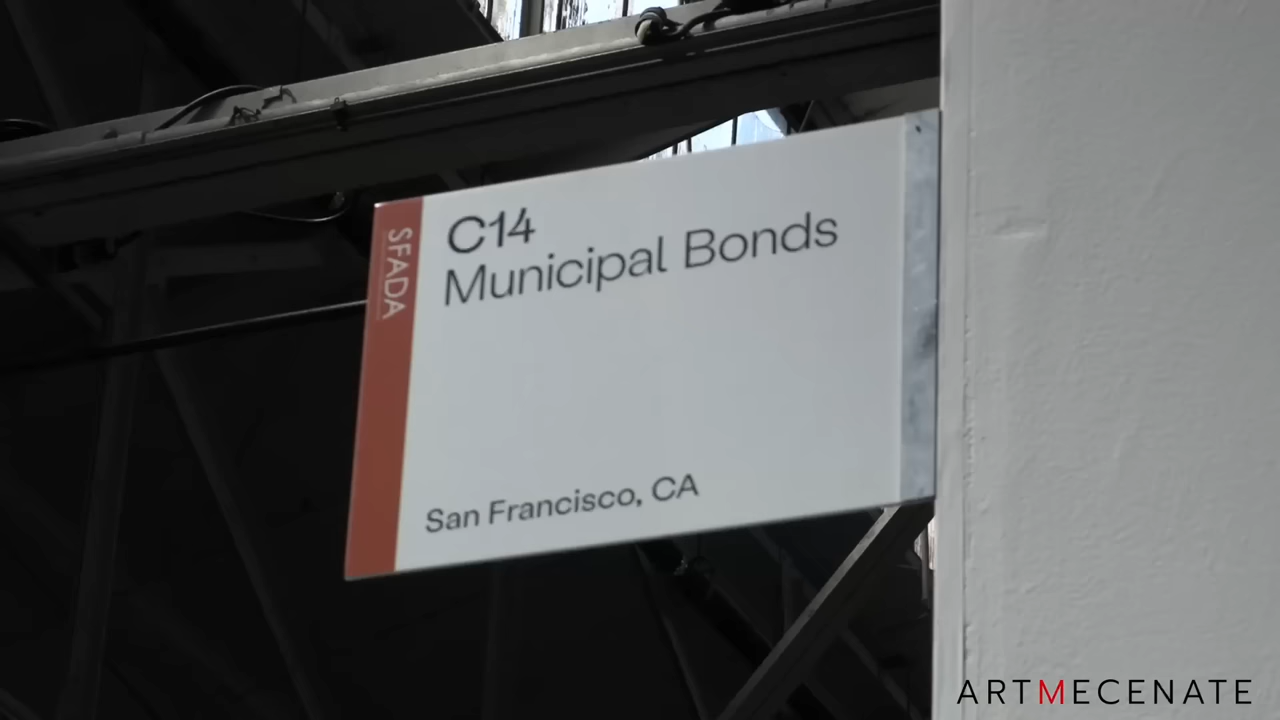 SFADA
C14
Municipal Bonds
San Francisco, CA
ARTMECENATE